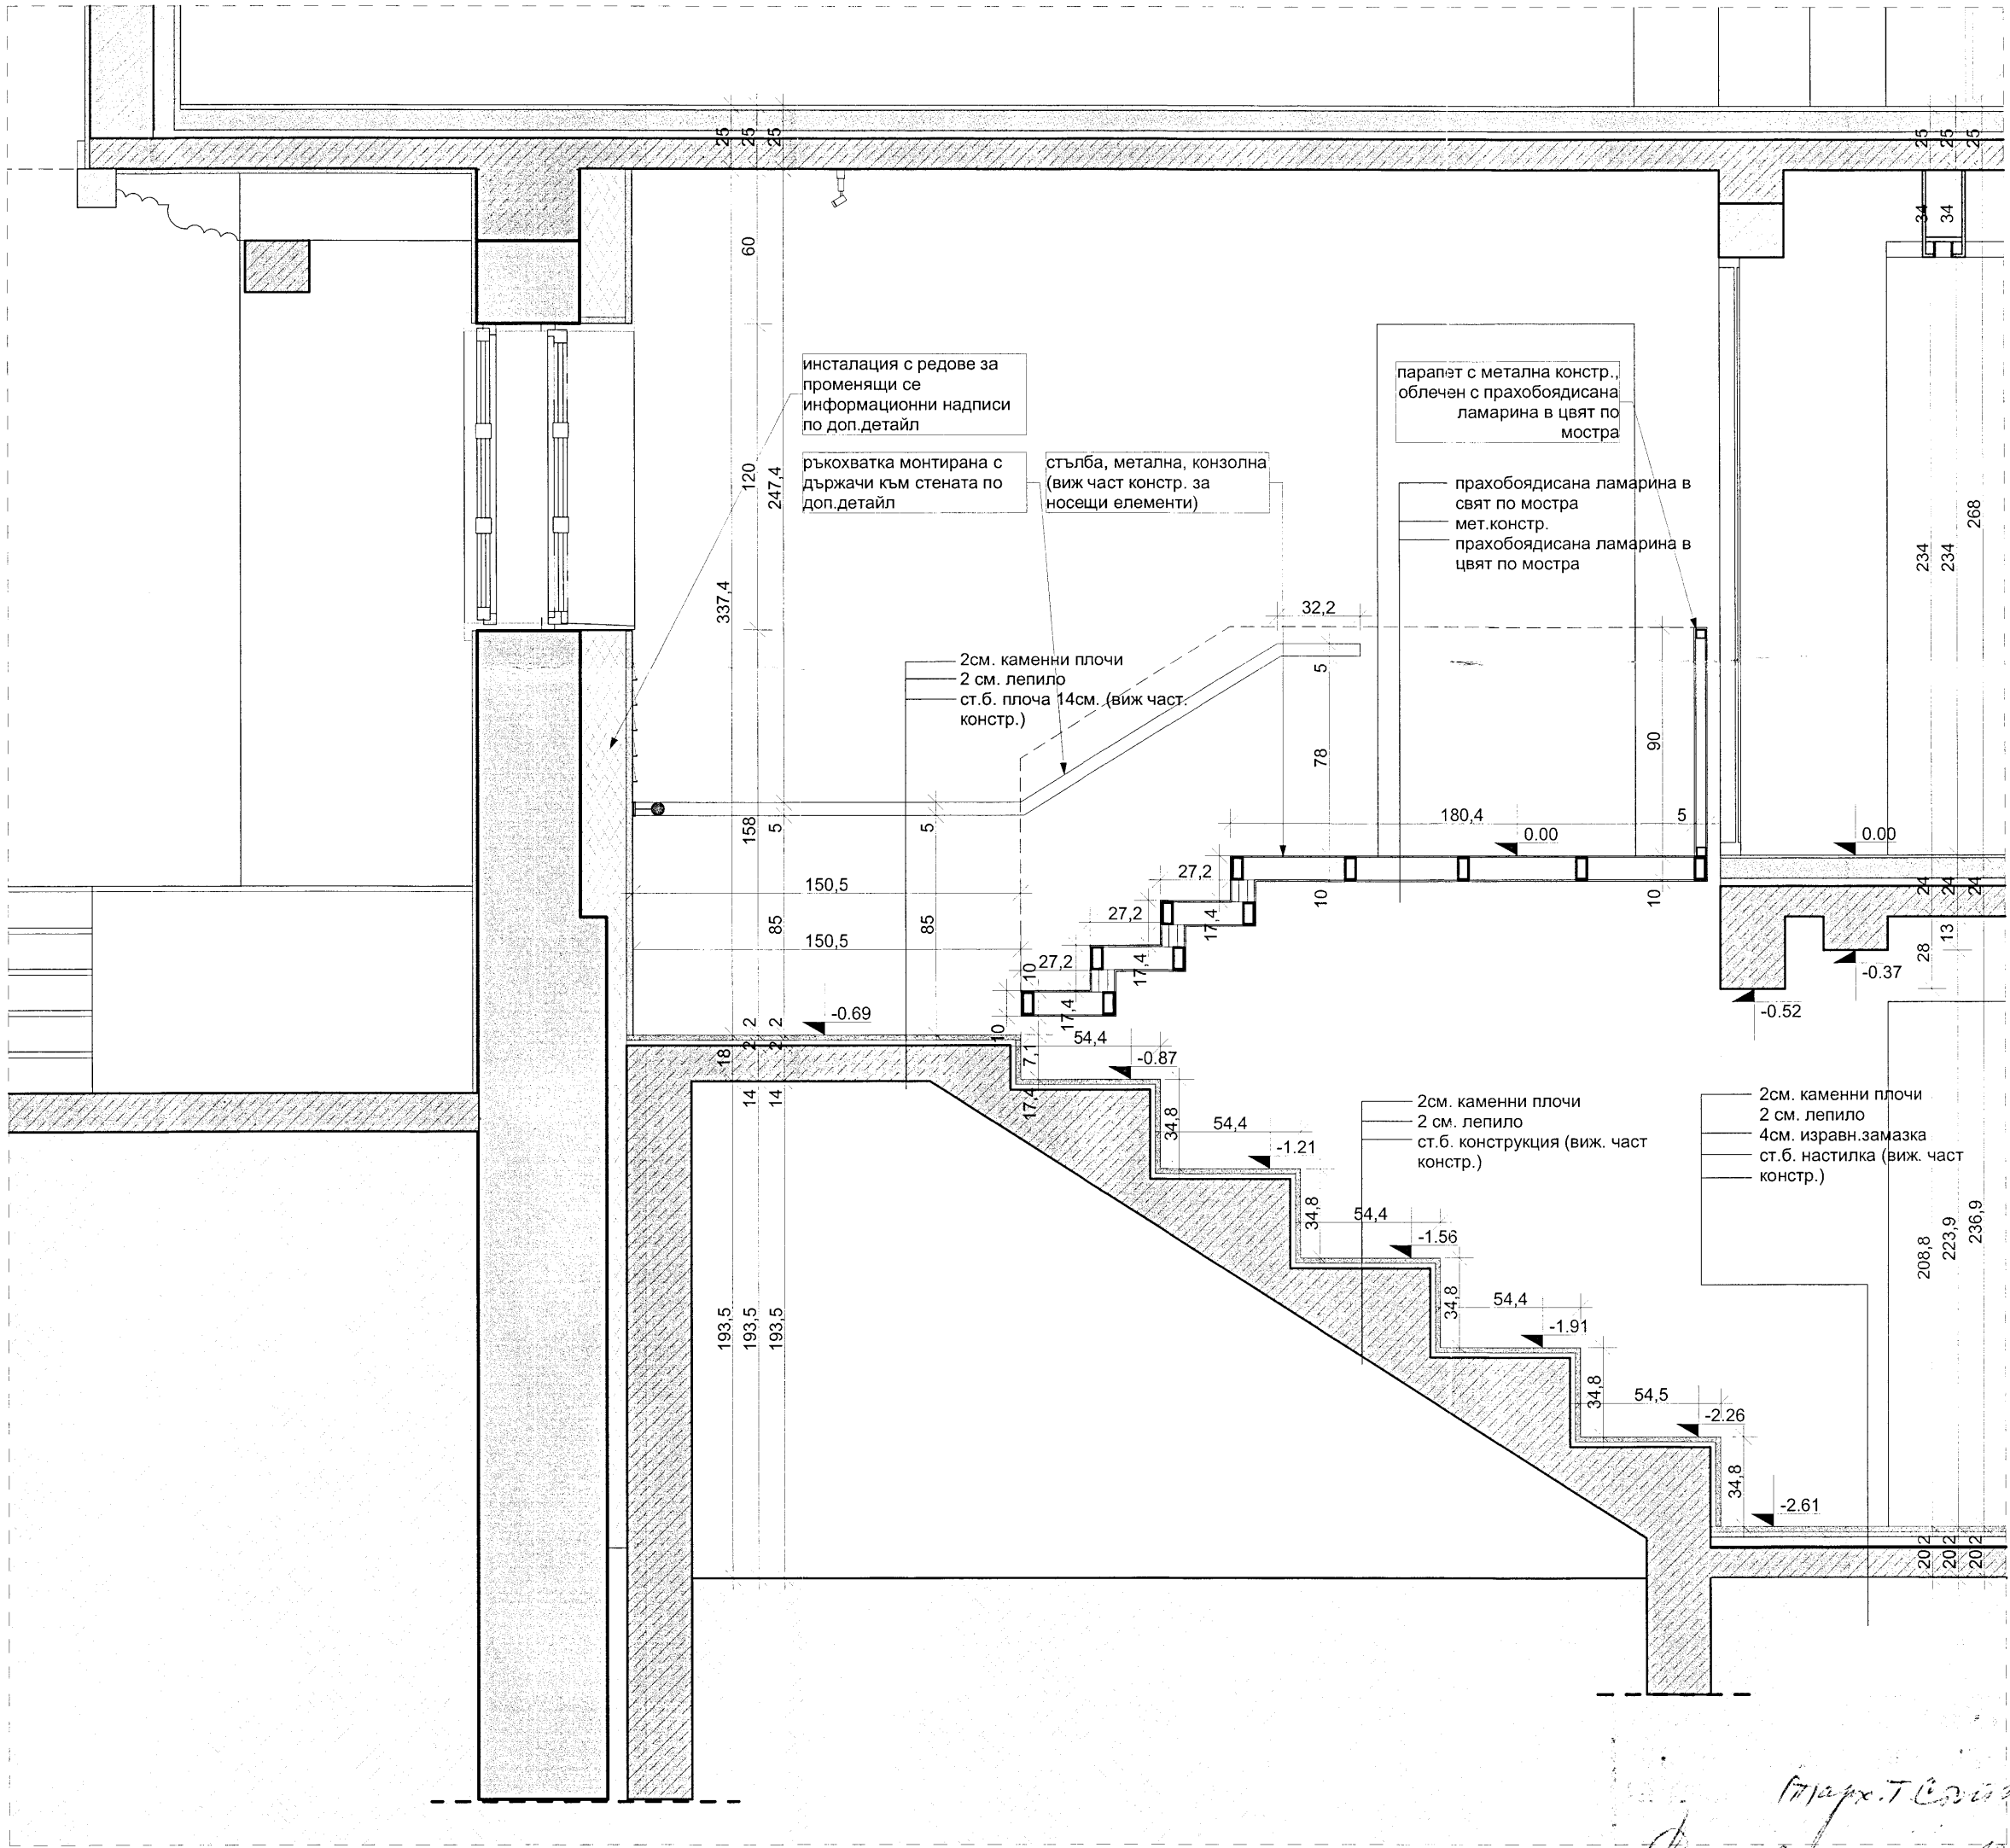 25
25
25
25
25
25
60
34
34
инсталация с редове за
променящи се
информационни надписи
по доп.детайл
парапет с метална констр.,
облечен с прахобоядисана
ламарина в цвят по
мостра
ръкохватка монтирана с
държачи към стената по
доп.детайл
стълба, метална, конзолна
(виж част констр. за
носещи елементи)
прахобоядисана ламарина в
свят по мостра
мет.констр.
прахобоядисана ламарина в
цвят по мостра
120
247,4
337,4
268
234
234
32,2
2см. каменни плочи
2 см. лепило
ст.б. плоча 14см. (виж част.
констр.)
5
78
90
158
5
5
180,4
5
0.00
0.00
27,2
10
10
24
24
24
150,5
27,2
17,4
85
85
150,5
27,2
17,4
10
28
13
-0.37
-0.52
17,4
10
-0.69
2
2
2
2
18
54,4
7,1
-0.87
14
14
17,4
34,8
54,4
-1.21
2см. каменни плочи
2 см. лепило
ст.б. конструкция (виж. част
констр.)
2см. каменни плочи
2 см. лепило
4см. изравн.замазка
ст.б. настилка (виж. част
констр.)
34,8
54,4
-1.56
208,8
223,9
236,9
193,5
193,5
193,5
34,8
54,4
-1.91
34,8
54,5
-2.26
34,8
-2.61
20,2
20,2
20,2